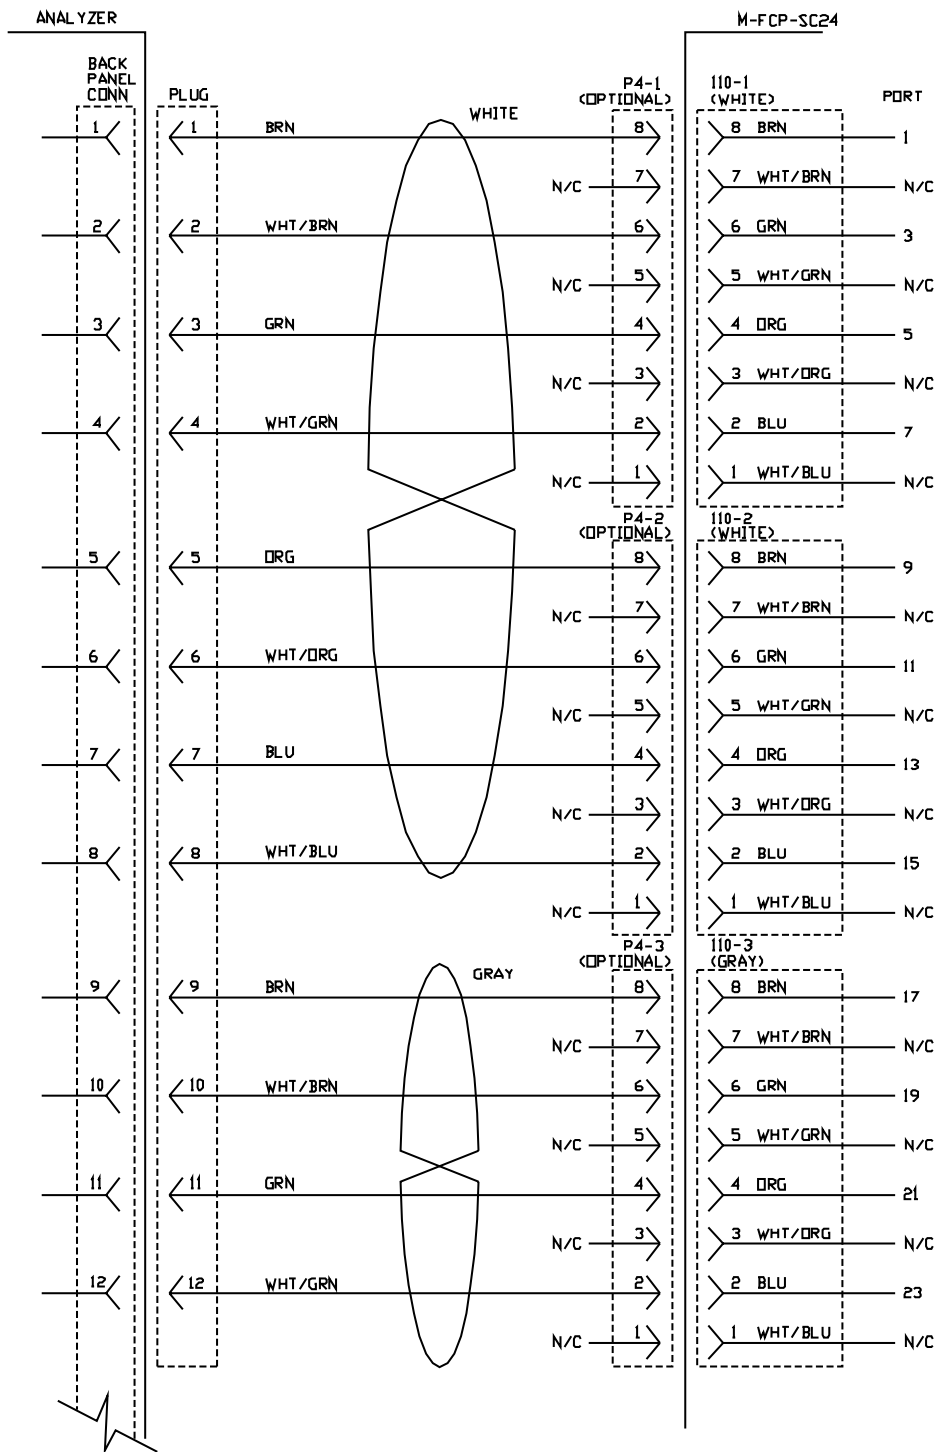 ANALYZER M-FCP-SC24
BACK
PANEL
CONN PLUG WHITE P4-1 (OPTIONAL) 110-1 (WHITE) PORT
1 1 BRN 8 8 BRN 1
N/C 7 7 WHT/BRN N/C
2 2 WHT/BRN 6 6 GRN 3
N/C 5 5 WHT/GRN N/C
3 3 GRN 4 4 ORG 5
N/C 3 3 WHT/ORG N/C
4 4 WHT/GRN 2 2 BLU 7
N/C 1 1 WHT/BLU N/C
P4-2 110-2
(OPTIONAL) (WHITE)
5 5 ORG 8 8 BRN 9
N/C 7 7 WHT/BRN N/C
6 6 WHT/ORG 6 6 GRN 11
N/C 5 5 WHT/GRN N/C
7 7 BLU 4 4 ORG 13
N/C 3 3 WHT/ORG N/C
8 8 WHT/BLU 2 2 BLU 15
N/C 1 1 WHT/BLU N/C
P4-3 110-3
(OPTIONAL) (GRAY)
GRAY
9 9 BRN 8 8 BRN 17
N/C 7 7 WHT/BRN N/C
10 10 WHT/BRN 6 6 GRN 19
N/C 5 5 WHT/GRN N/C
11 11 GRN 4 4 ORG 21
N/C 3 3 WHT/ORG N/C
12 12 WHT/GRN 2 2 BLU 23
N/C 1 1 WHT/BLU N/C